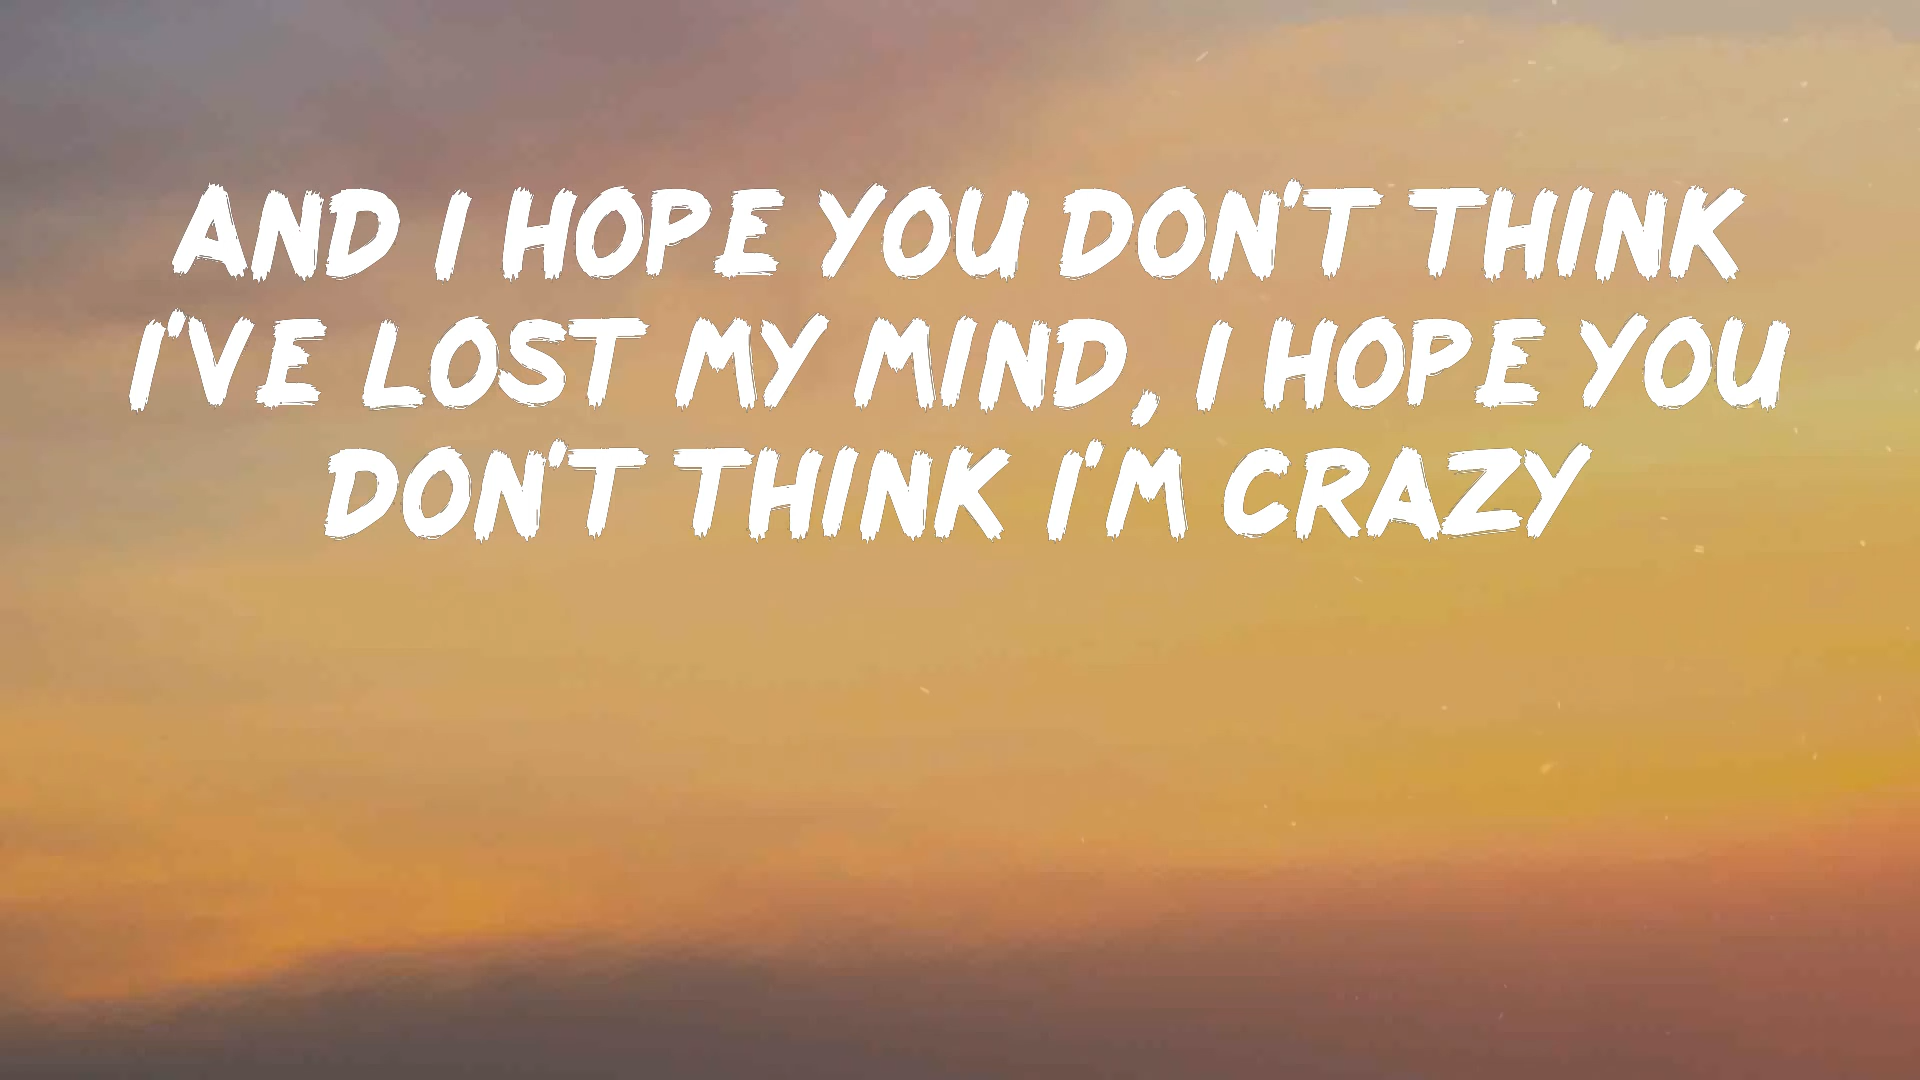 AND I HOPE YOU DON'T THINK
I'VE LOST MY MIND, I HOPE YOU
DON'T THINK I'M CRAZY